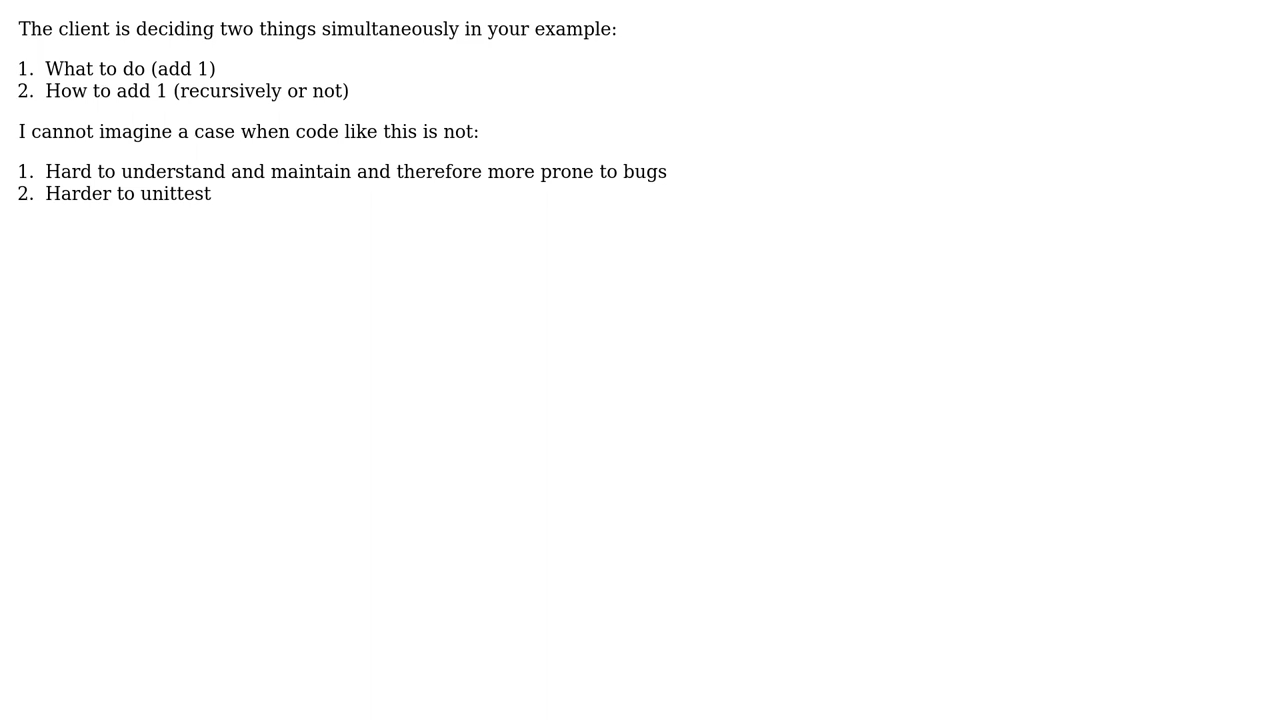 The client is deciding two things simultaneously in your example:
1. What to do (add 1)
2. How to add 1 (recursively or not)
I cannot imagine a case when code like this is not:
1. Hard to understand and maintain and therefore more prone to bugs
2. Harder to unittest